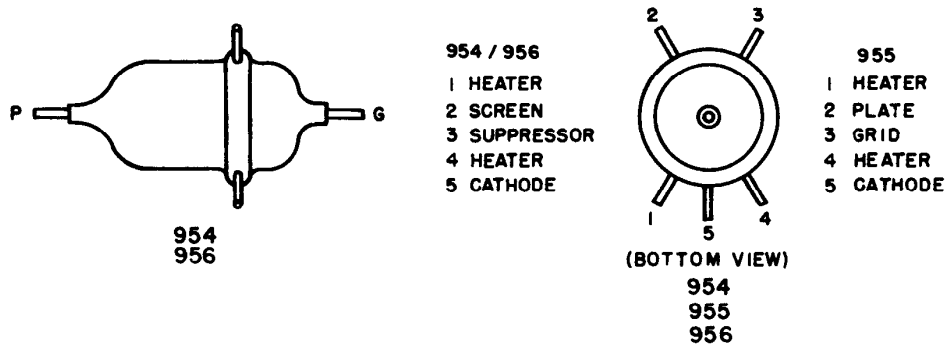 P
G
954
956
954 / 956
1 HEATER
2 SCREEN
3 SUPPRESSOR
4 HEATER
5 CATHODE
2
3
1
5
4
(BOTTOM VIEW)
954
955
956
955
1 HEATER
2 PLATE
3 GRID
4 HEATER
5 CATHODE